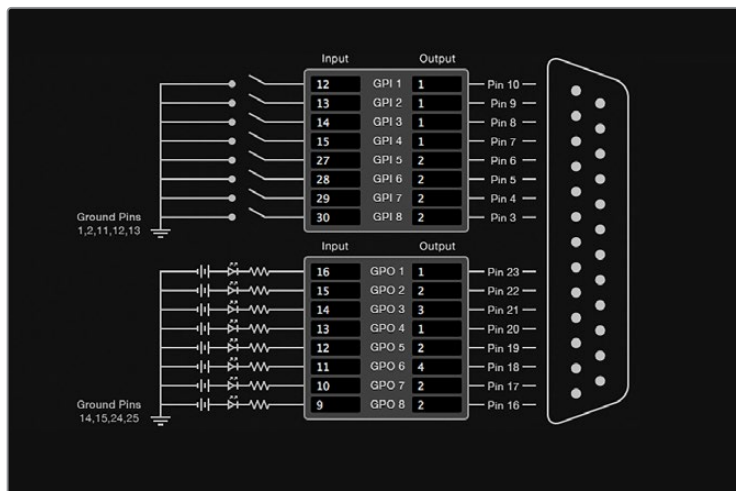 Input Output
12 GPI 1 1 Pin 10
13 GPI 2 1 Pin 9
14 GPI 3 1 Pin 8
15 GPI 4 1 Pin 7
27 GPI 5 2 Pin 6
28 GPI 6 2 Pin 5
29 GPI 7 2 Pin 4
30 GPI 8 2 Pin 3
Ground Pins
1,2,11,12,13
Input Output
16 GPO 1 1 Pin 23
15 GPO 2 2 Pin 22
14 GPO 3 3 Pin 21
13 GPO 4 1 Pin 20
12 GPO 5 2 Pin 19
11 GPO 6 4 Pin 18
10 GPO 7 2 Pin 17
9 GPO 8 2 Pin 16
Ground Pins
14,15,24,25